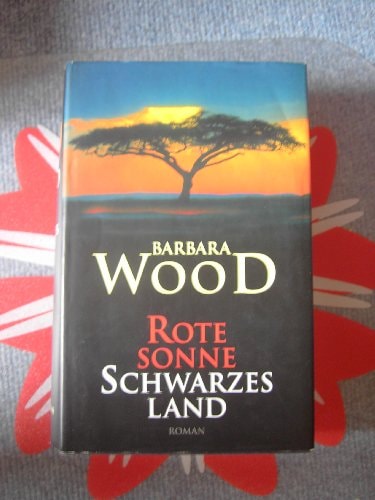 BARBARA
WOOD
ROTE
SONNE
SCHWARZES
LAND
ROMAN